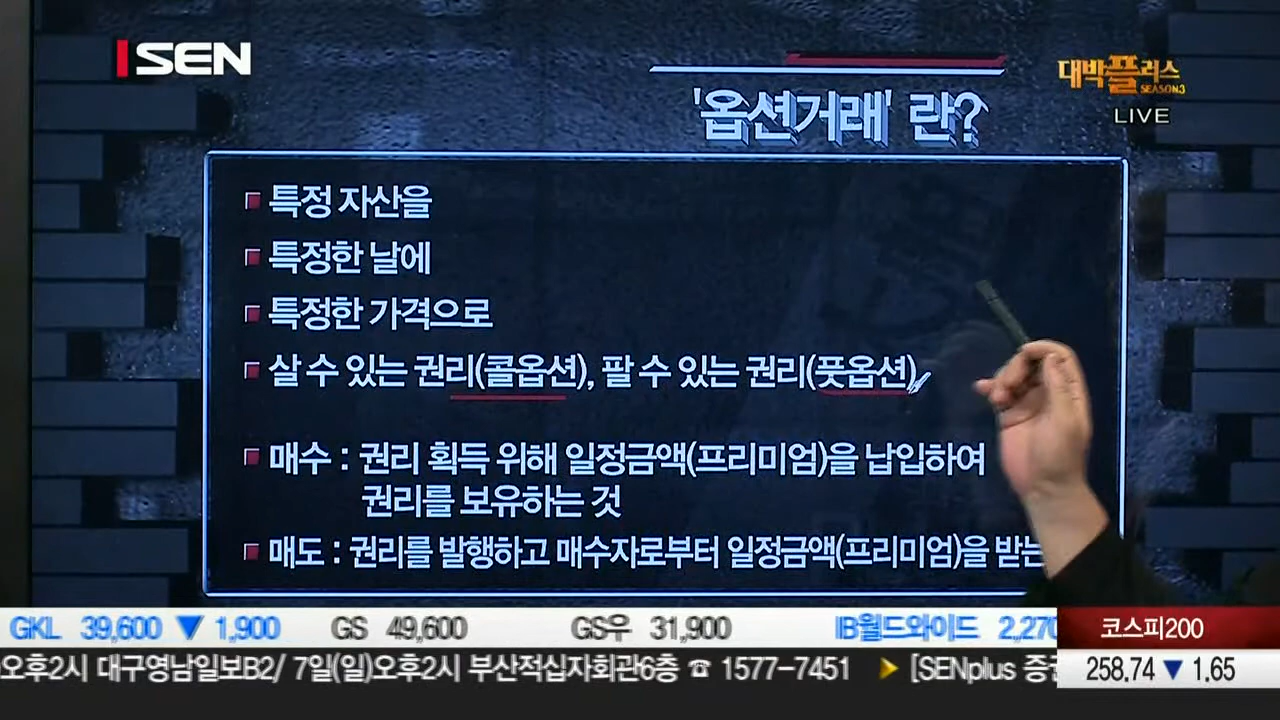 SEN
대박플러스
SEASON3
LIVE
'옵션거래' 란?
특정 자산을
특정한 날에
특정한 가격으로
살 수 있는 권리(콜옵션), 팔 수 있는 권리(풋옵션)
매수 : 권리 획득 위해 일정금액(프리미엄)을 납입하여
권리를 보유하는 것
매도 : 권리를 발행하고 매수자로부터 일정금액(프리미엄)을 받는
GKL 39,600 ▼ 1,900 GS 49,600 GS우 31,900 IB월드와이드 2,270
코스피200
오후2시 대구영남일보B2/ 7일(일)오후2시 부산적십자회관6층 ☎ 1577-7451 ▶ [SENplus 증권
258.74 ▼ 1.65